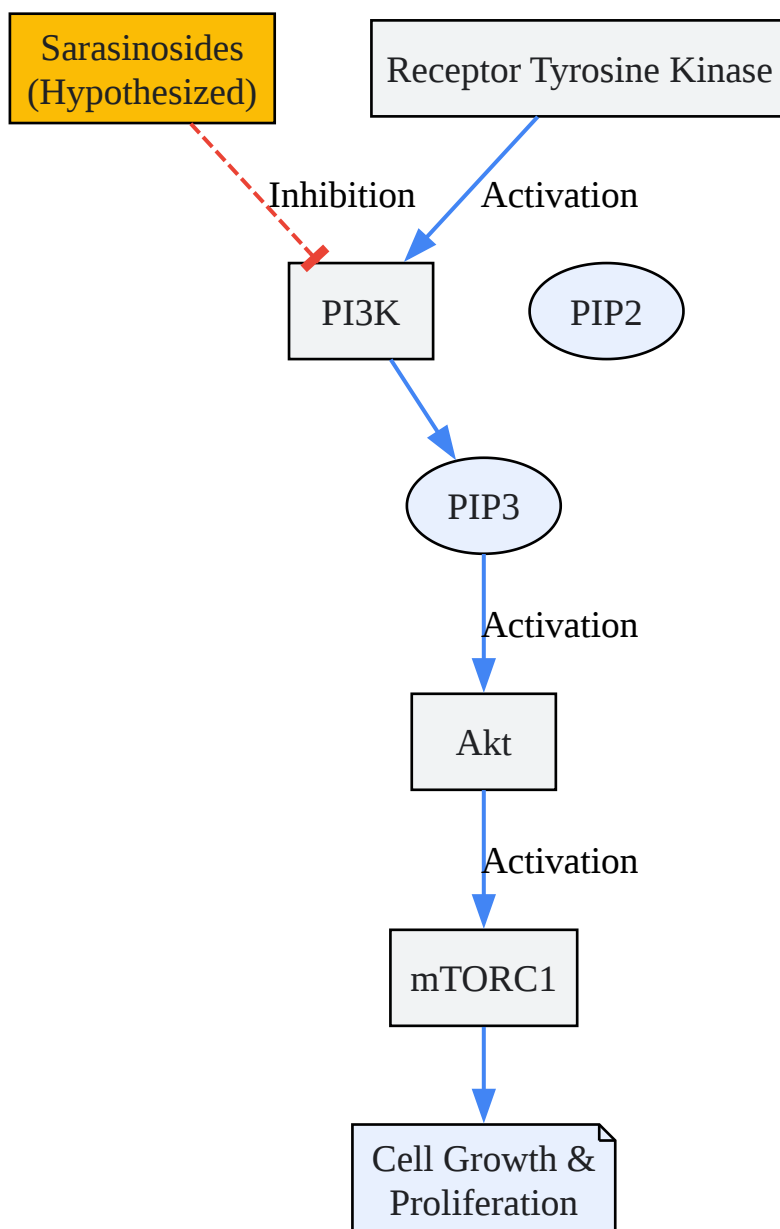 Sarasinosides
(Hypothesized)
Receptor Tyrosine Kinase
Inhibition
Activation
PI3K
PIP2
PIP3
Activation
Akt
Activation
mTORC1
Cell Growth &
Proliferation